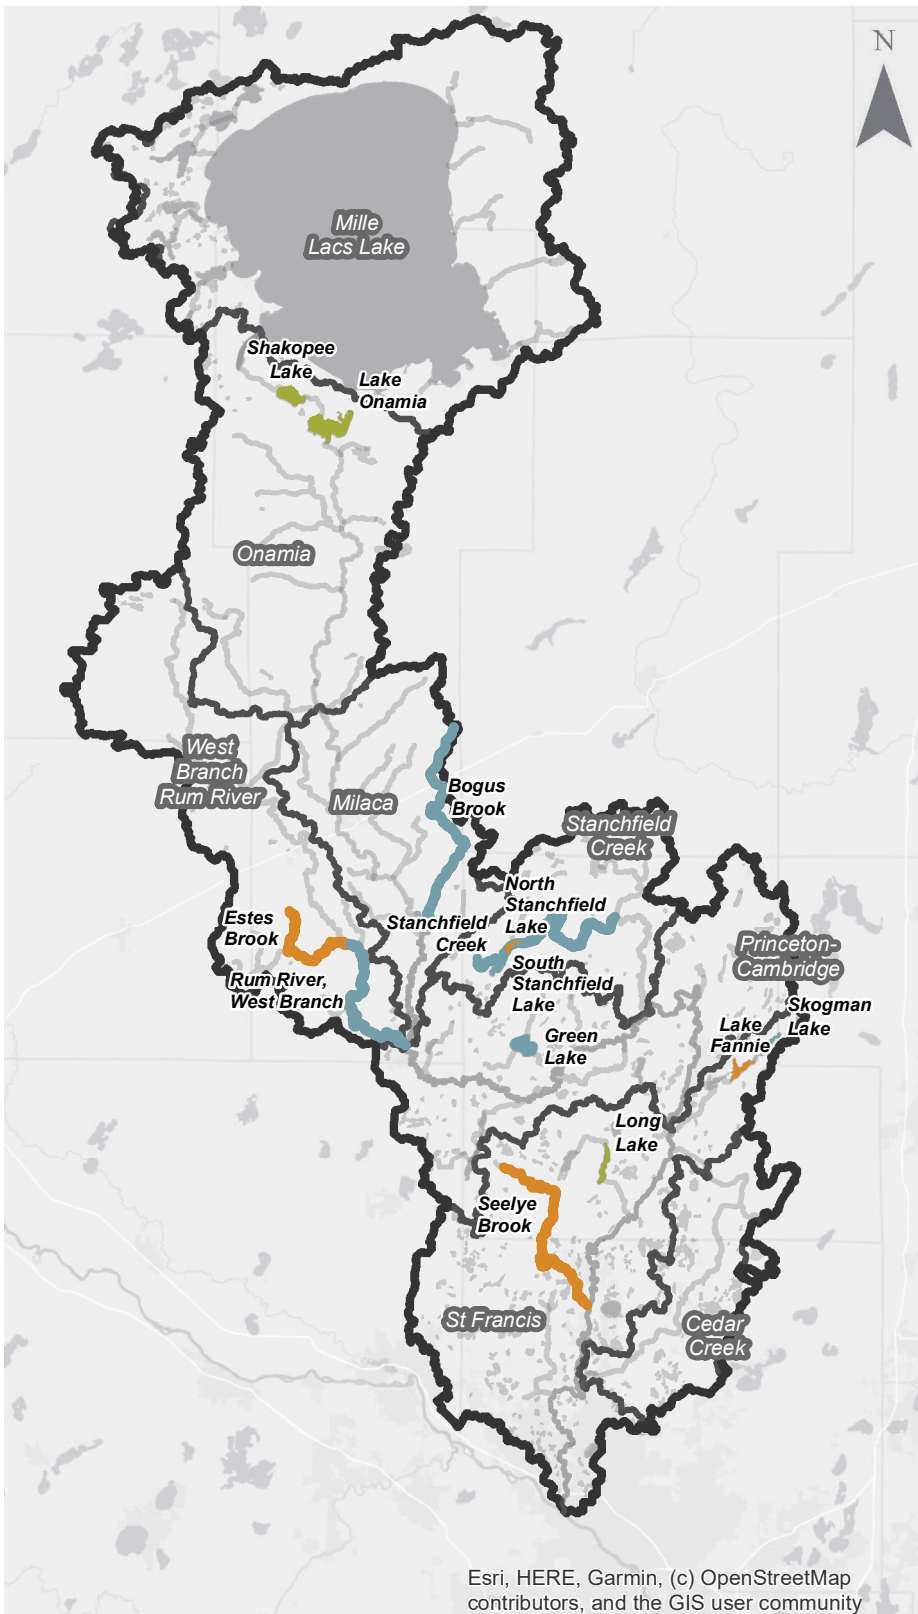 N
Mille
Lacs Lake
Shakopee
Lake
Lake
Onamia
Onamia
West
Branch
Rum River
Milaca
Bogus
Brook
Stanchfield
Creek
North
Stanchfield
Lake
Estes
Brook
Stanchfield
Creek
Princeton-
Cambridge
South
Stanchfield
Lake
Rum River,
West Branch
Skogman
Lake
Lake
Fannie
Green
Lake
Long
Lake
Seelye
Brook
St Francis
Cedar
Creek
Esri, HERE, Garmin, (c) OpenStreetMap
contributors, and the GIS user community